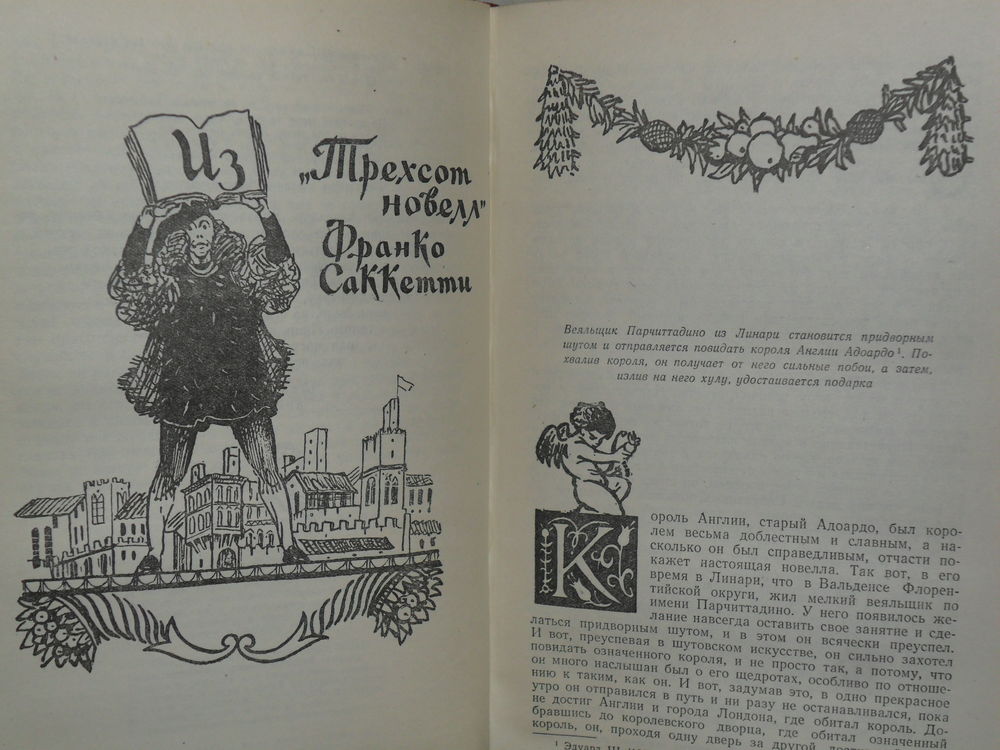 Из
„Трехсот
новелл"
Франко
Саккетти
Веяльщик Парчиттадино из Линари становится придворным
шутом и отправляется повидать короля Англии Адоардо¹. По-
хвалив короля, он получает от него сильные побои, а затем,
излив на него хулу, удостаивается подарка
Король Англии, старый Адоардо, был коро-
лем весьма доблестным и славным, а на-
сколько он был справедливым, отчасти по-
кажет настоящая новелла. Так вот, в его
время в Линари, что в Вальденсе Флорен-
тийской округи, жил мелкий веяльщик по
имени Парчиттадино. У него появилось же-
лание навсегда оставить свое занятие и сде-
латься придворным шутом, и в этом он всячески преуспел.
И вот, преуспевая в шутовском искусстве, он сильно захотел
повидать означенного короля, и не просто так, а потому, что
он много наслышан был о его щедротах, особливо по отноше-
нию к таким, как он. И вот, задумав это, в одно прекрасное
утро он отправился в путь и ни разу не останавливался, пока
не достиг Англии и города Лондона, где обитал король. До-
бравшись до королевского дворца, где обитал означенный
король, он, проходя одну дверь за другой,
¹ Эдуард III